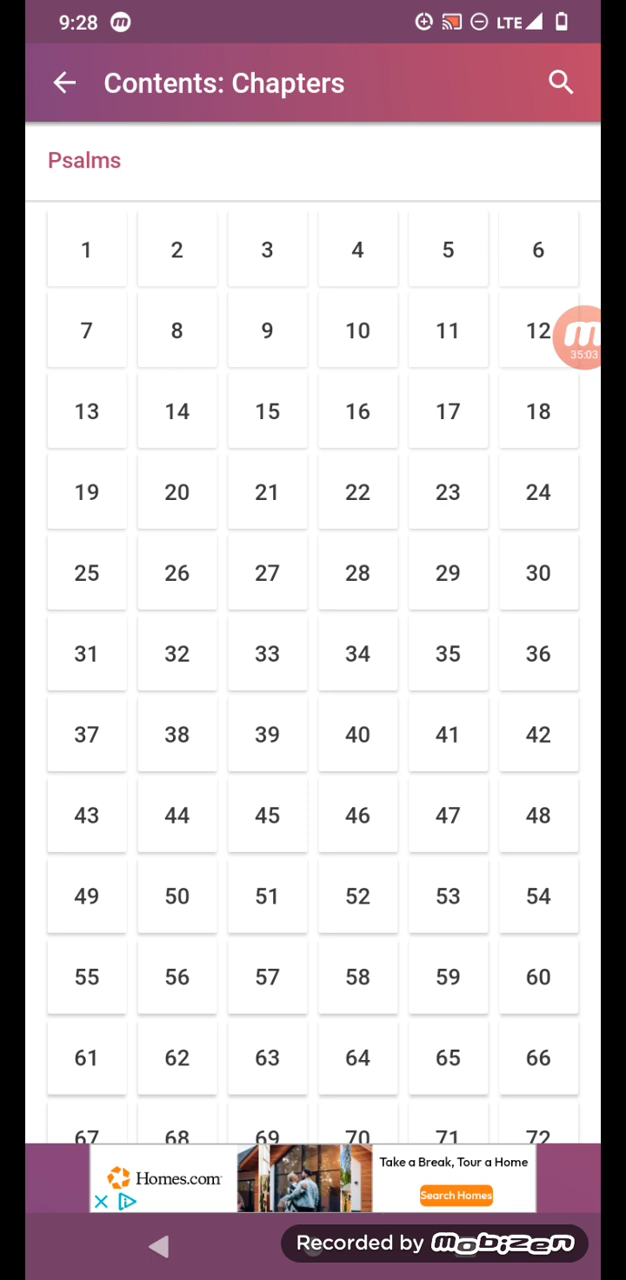 9:28 m LTE
Contents: Chapters
Psalms
1 2 3 4 5 6
7 8 9 10 11 12
m
35:03
13 14 15 16 17 18
19 20 21 22 23 24
25 26 27 28 29 30
31 32 33 34 35 36
37 38 39 40 41 42
43 44 45 46 47 48
49 50 51 52 53 54
55 56 57 58 59 60
61 62 63 64 65 66
67 68 69 70 71 72
Homes.com
Take a Break, Tour a Home
Search Homes
Recorded by mobizen